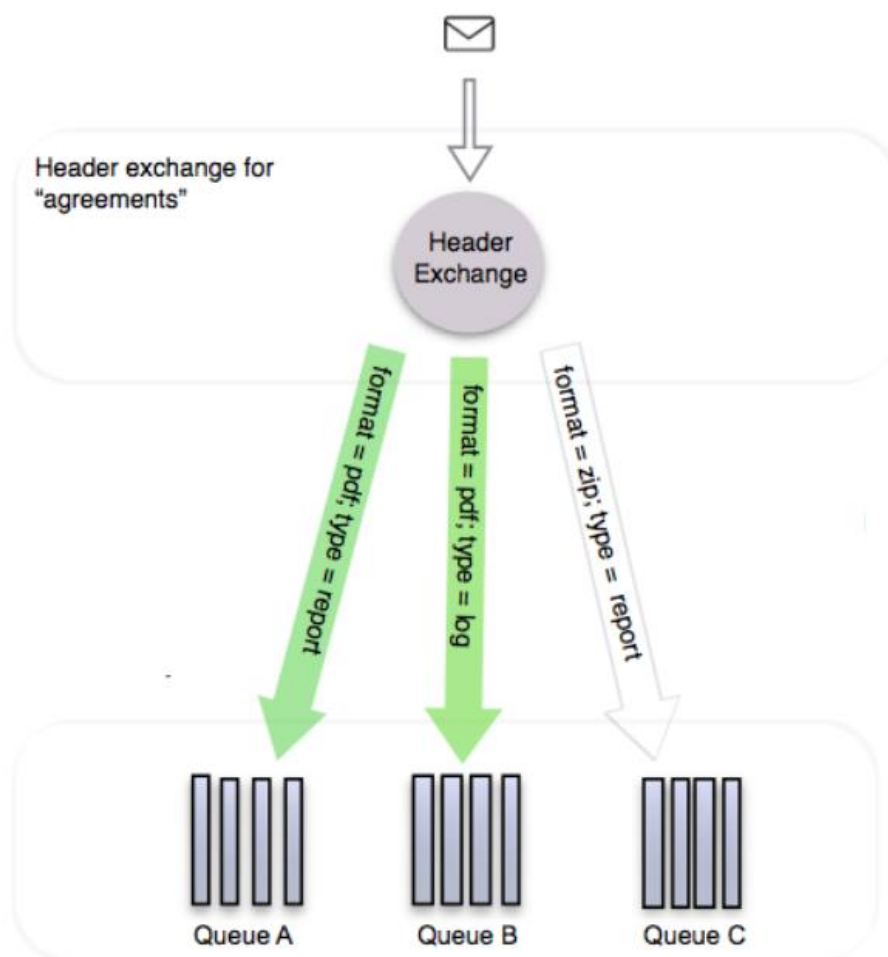 Header exchange for
“agreements”
Header
Exchange
format = pdf; type = report
format = pdf; type = log
format = zip; type = report
Queue A
Queue B
Queue C